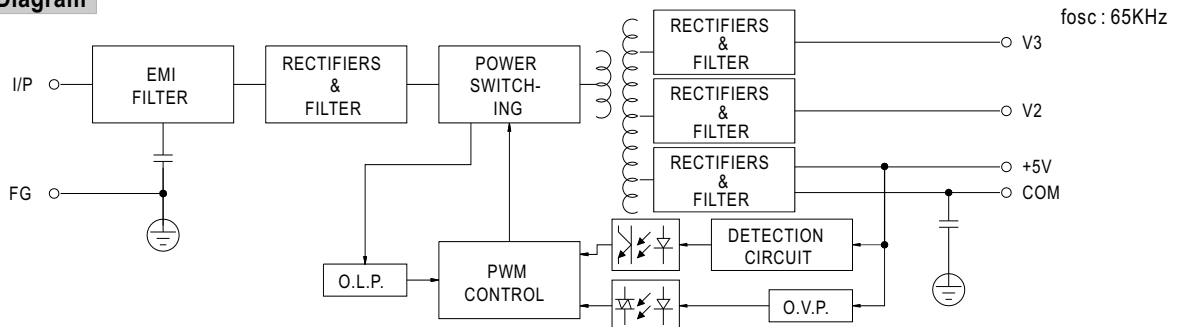 Diagram
fosc : 65KHz
I/P
EMI
FILTER
RECTIFIERS
&
FILTER
POWER
SWITCH-
ING
RECTIFIERS
&
FILTER
V3
RECTIFIERS
&
FILTER
V2
RECTIFIERS
&
FILTER
+5V
COM
FG
O.L.P.
PWM
CONTROL
DETECTION
CIRCUIT
O.V.P.